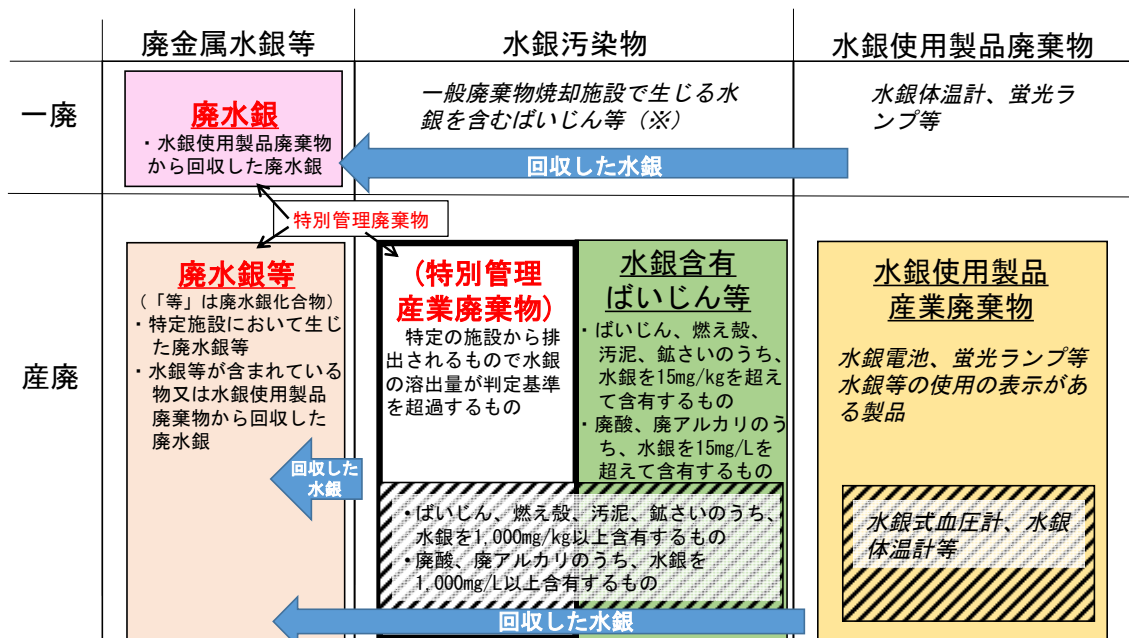 廃金属水銀等
水銀汚染物
水銀使用製品廃棄物
一廃
廃水銀
・水銀使用製品廃棄物
から回収した廃水銀
一般廃棄物焼却施設で生じる水
銀を含むばいじん等（※）
水銀体温計、蛍光ラ
ンプ等
回収した水銀
特別管理廃棄物
産廃
廃水銀等
（「等」は廃水銀化合物）
・特定施設において生じ
た廃水銀等
・水銀等が含まれている
物又は水銀使用製品
廃棄物から回収した
廃水銀
回収した
水銀
（特別管理
産業廃棄物）
特定の施設から排
出されるもので水銀
の溶出量が判定基準
を超過するもの
水銀含有
ばいじん等
・ばいじん、燃え殻、
汚泥、鉱さいのうち、
水銀を15mg/kgを超え
て含有するもの
・廃酸、廃アルカリのう
ち、水銀を15mg/Lを
超えて含有するもの
・ばいじん、燃え殻、汚泥、鉱さいのうち、
水銀を1,000mg/kg以上含有するもの
・廃酸、廃アルカリのうち、水銀を
1,000mg/L以上含有するもの
水銀使用製品
産業廃棄物
水銀電池、蛍光ランプ等
水銀等の使用の表示があ
る製品
水銀式血圧計、水銀
体温計等
回収した水銀